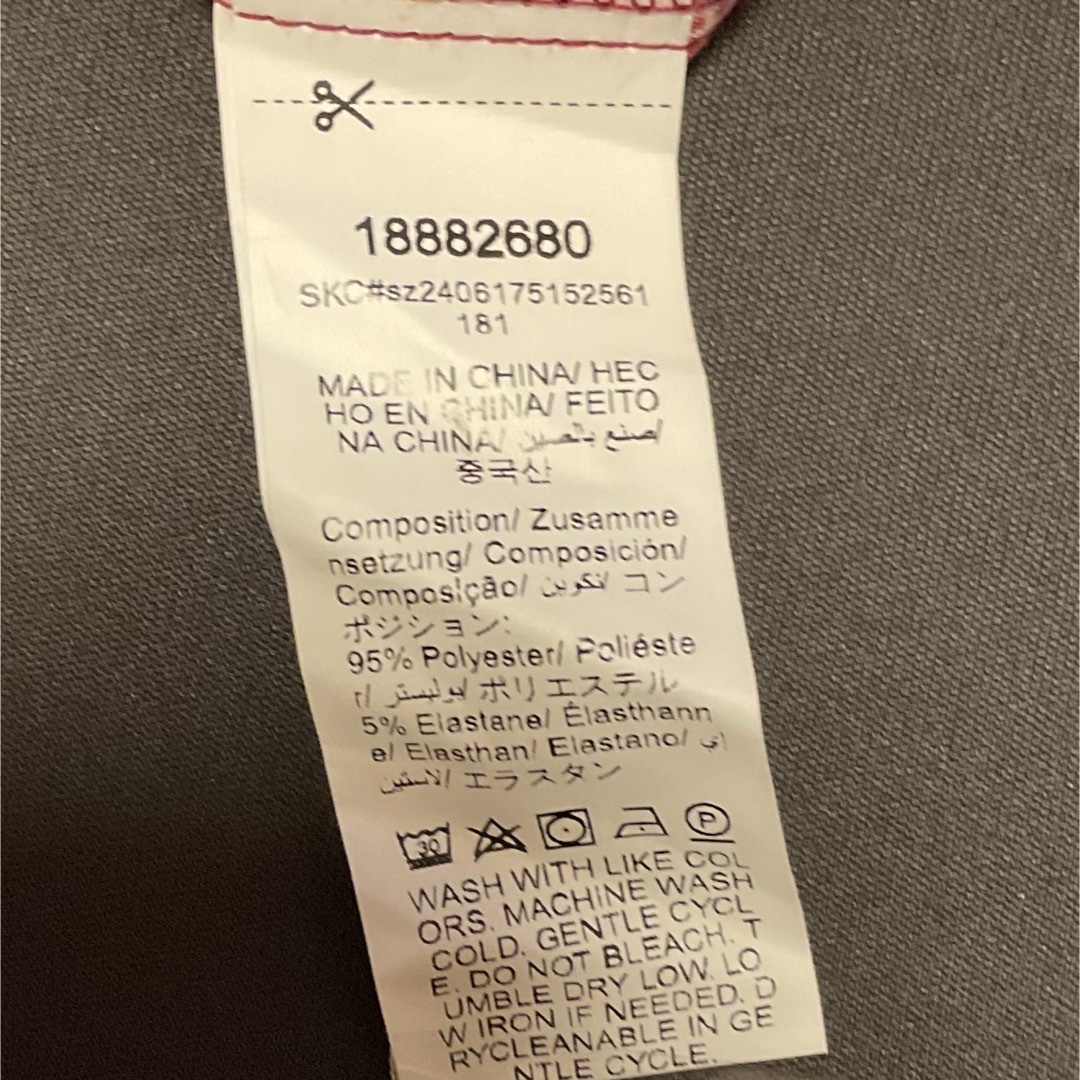 18882680
SKC#sz2406175152561
181
MADE IN CHINA/ HEC
HO EN CHINA/ FEITO
NA CHINA/ صنع بالصين/
중국산
Composition/ Zusamme
nsetzung/ Composición/
Composição/ تكوين/ コン
ポジション:
95% Polyester/ Poliéste
r/ بوليستر/ ポリエステル
5% Elastane/ Élasthann
e/ Elasthan/ Elastano/
エラスタン
30 P
WASH WITH LIKE COL
ORS. MACHINE WASH
COLD. GENTLE CYCL
E. DO NOT BLEACH. T
UMBLE DRY LOW. LO
W IRON IF NEEDED. D
RYCLEANABLE IN GE
NTLE CYCLE.